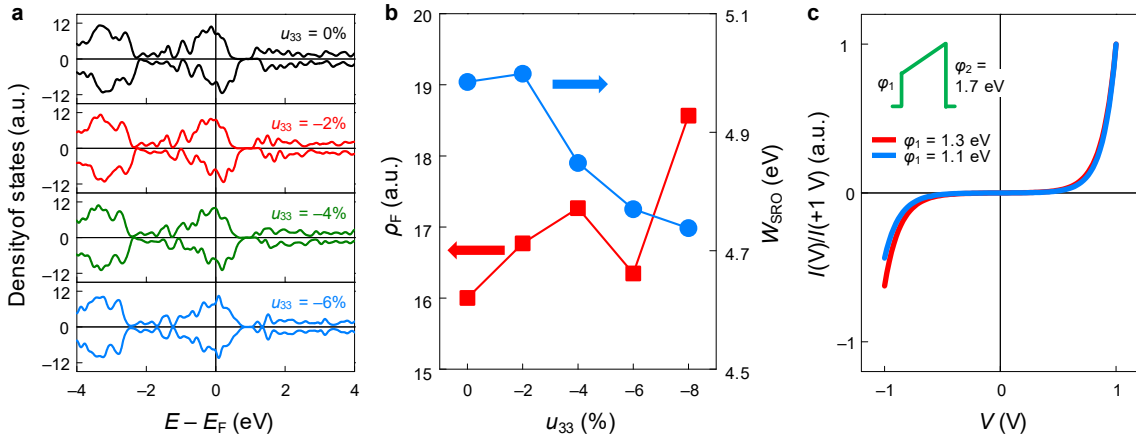 a
Density of states (a.u.)
12
0
–12
12
0
–12
12
0
–12
12
0
–12
u33 = 0%
u33 = –2%
u33 = –4%
u33 = –6%
–4 –2 0 2 4
E – EF (eV)
b
ρF (a.u.)
20
19
18
17
16
15
5.1
4.9
4.7
4.5
WSRO (eV)
0 –2 –4 –6 –8
u33 (%)
c
I(V)/I(+1 V) (a.u.)
1
0
–1
φ1
φ2 =
1.7 eV
φ1 = 1.3 eV
φ1 = 1.1 eV
–1 0 1
V (V)